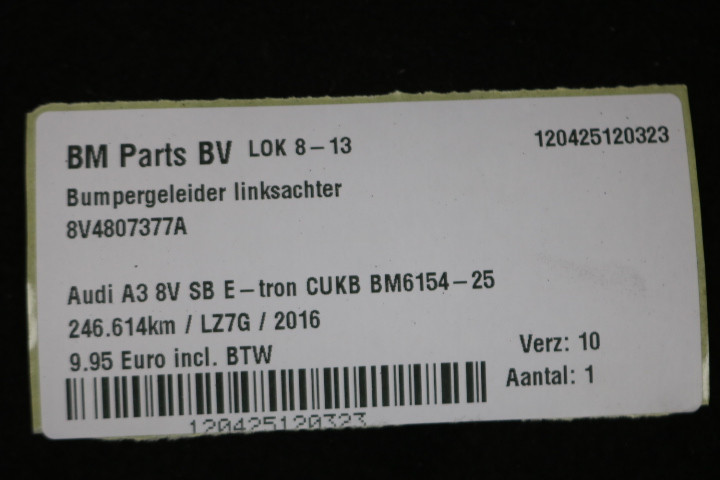 BM Parts BV LOK 8-13 120425120323
Bumpergeleider linksachter
8V4807377A
Audi A3 8V SB E-tron CUKB BM6154-25
246.614km / LZ7G / 2016
9.95 Euro incl. BTW
Verz: 10
Aantal: 1
120425120323